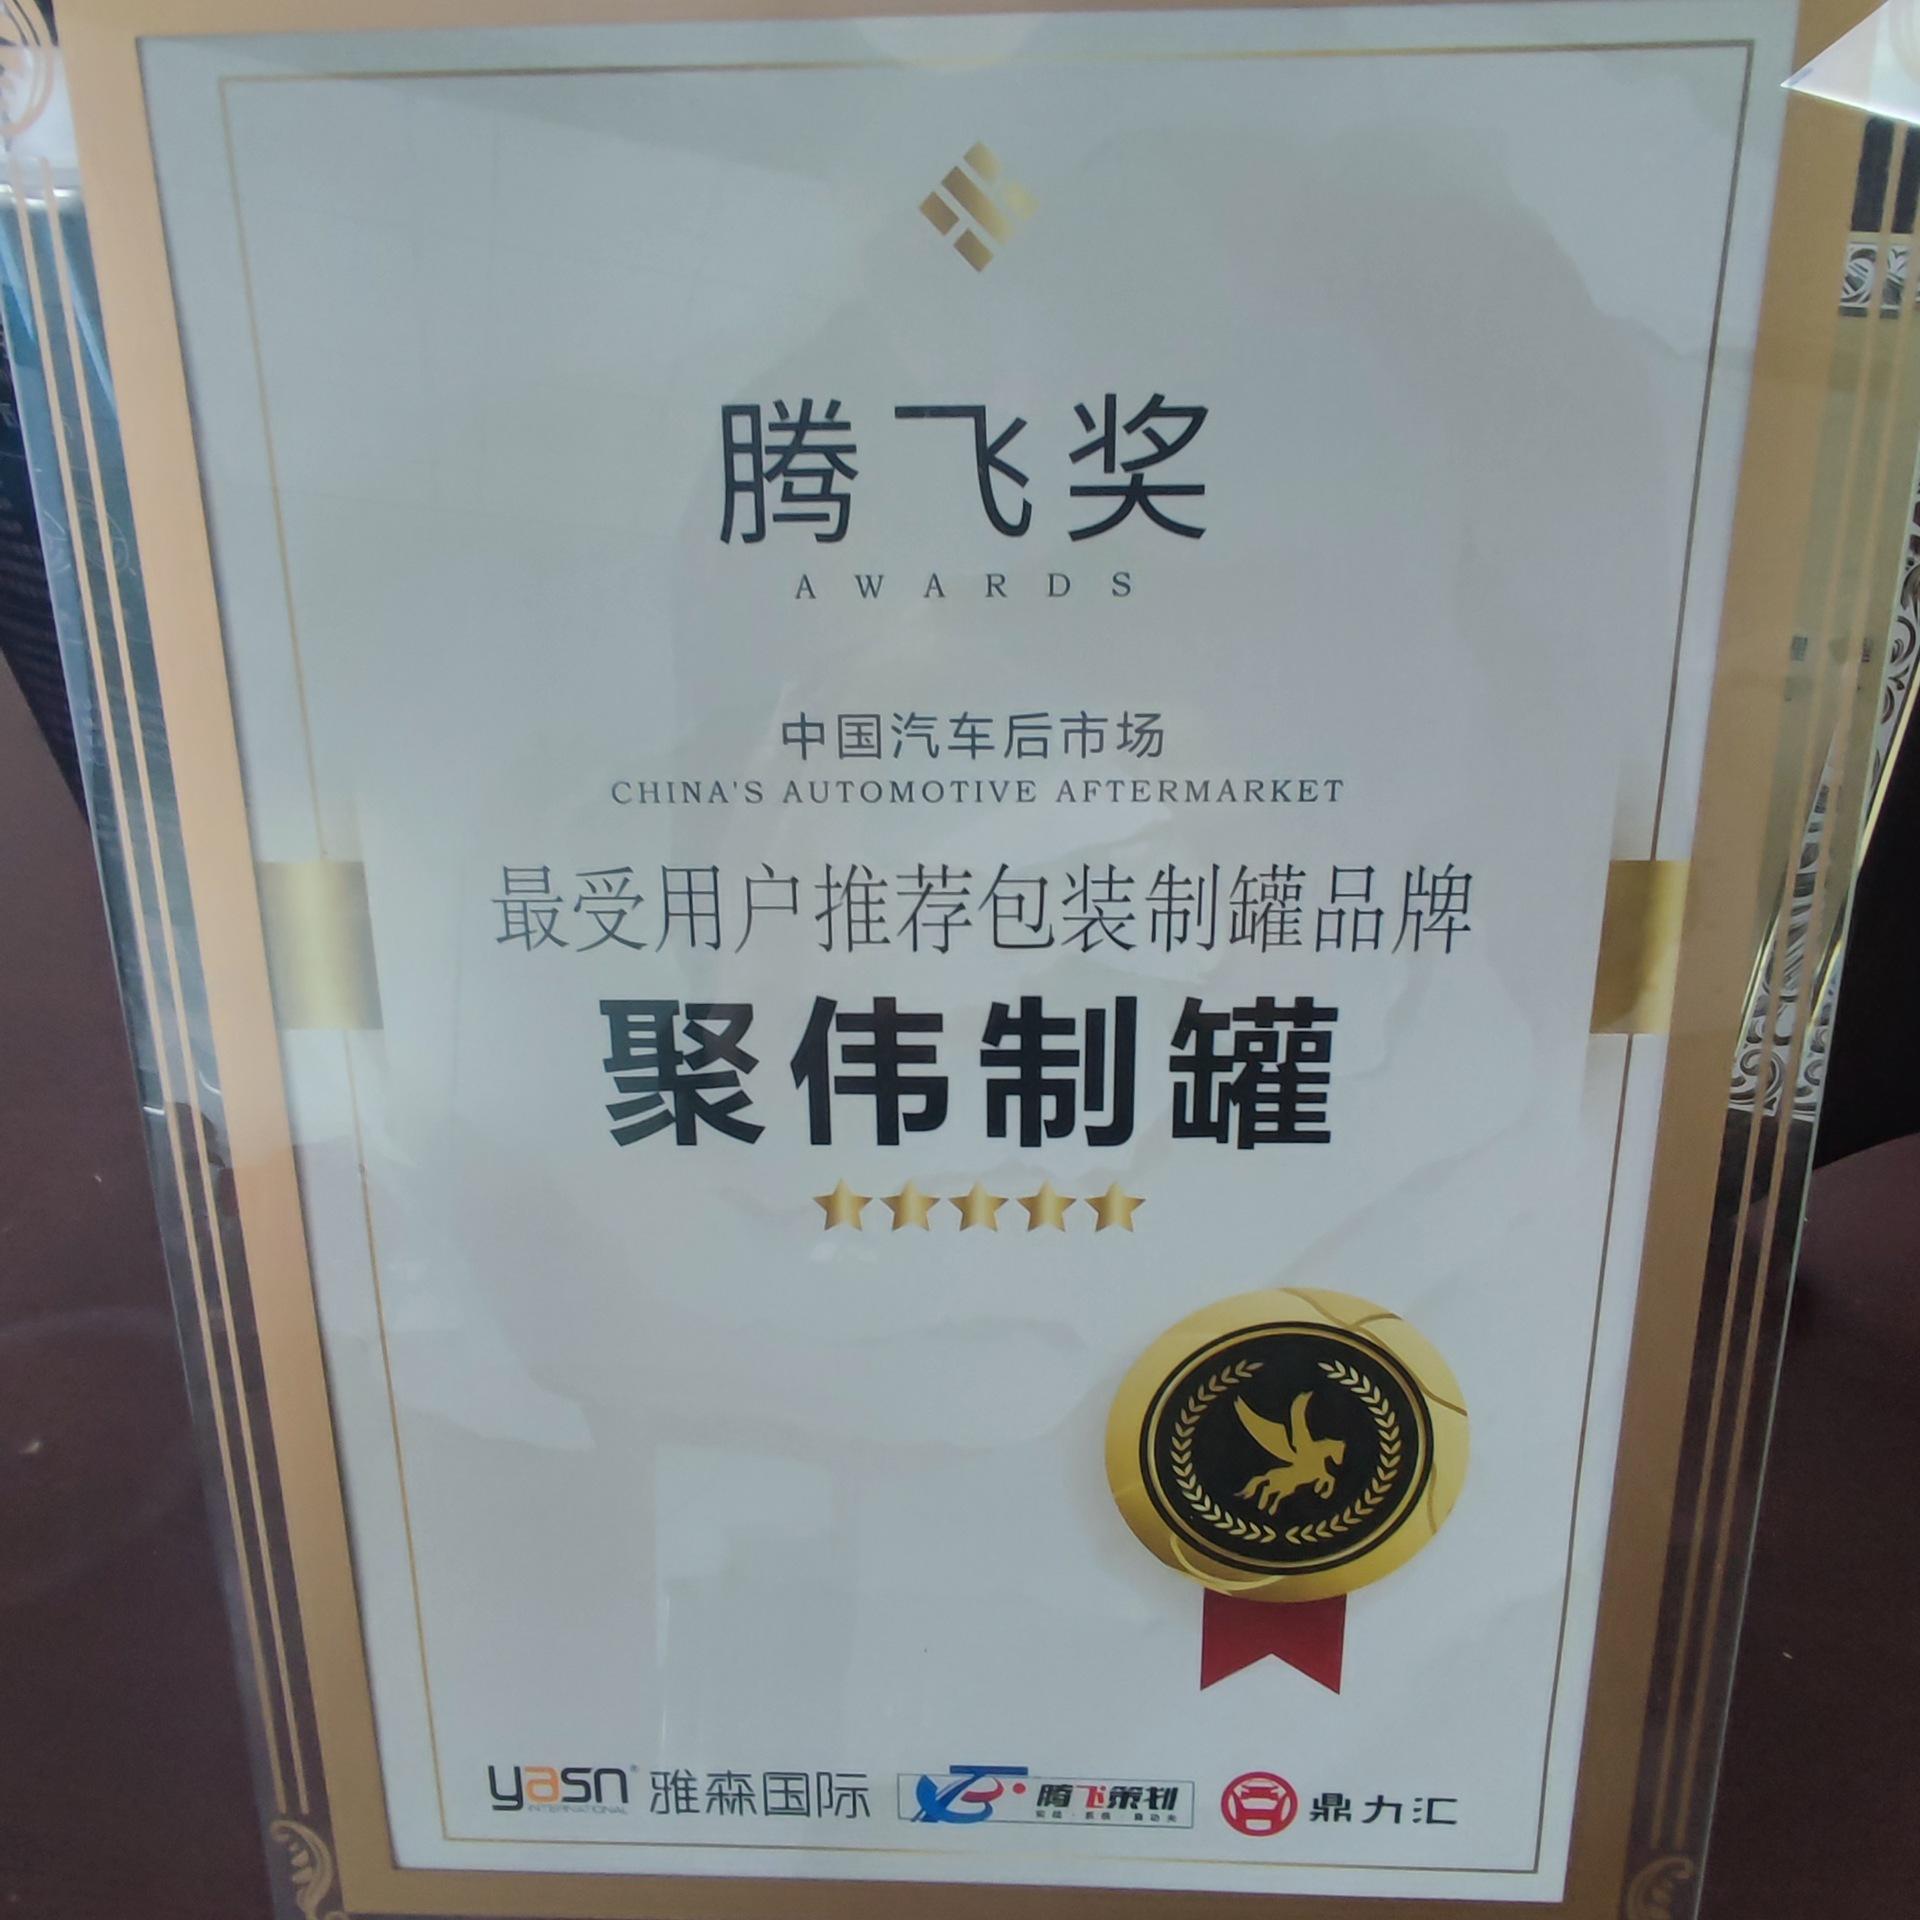 腾飞奖
AWARDS
中国汽车后市场
CHINA'S AUTOMOTIVE AFTERMARKET
最受用户推荐包装制罐品牌
聚伟制罐
yasn® 雅森国际 腾飞策划 鼎力汇
INTERNATIONAL